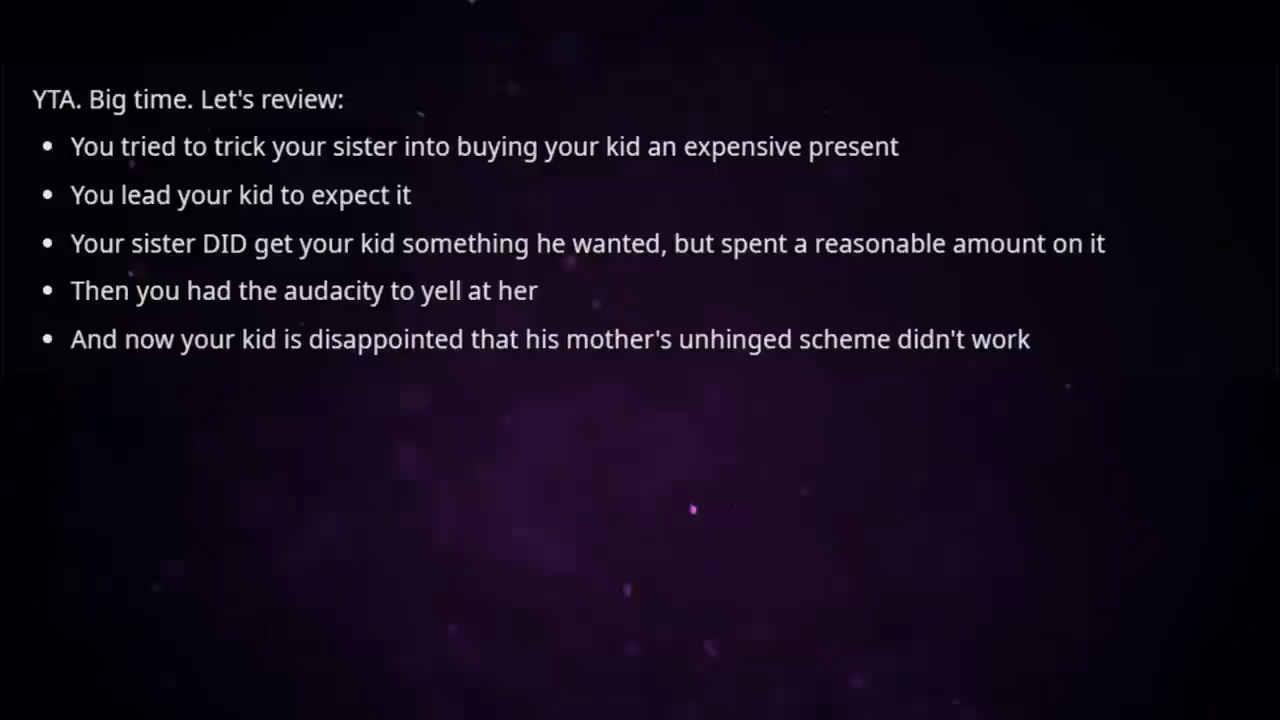 YTA. Big time. Let's review:
• You tried to trick your sister into buying your kid an expensive present
• You lead your kid to expect it
• Your sister DID get your kid something he wanted, but spent a reasonable amount on it
• Then you had the audacity to yell at her
• And now your kid is disappointed that his mother's unhinged scheme didn't work